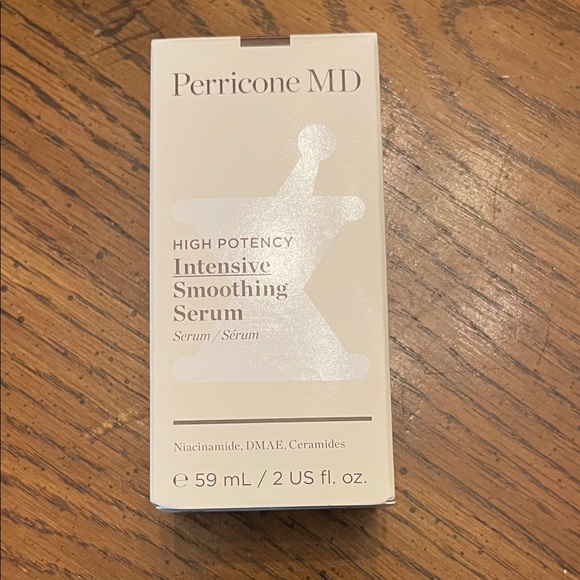 Perricone MD
HIGH POTENCY
Intensive
Smoothing
Serum
Serum / Sérum
Niacinamide, DMAE, Ceramides
℮ 59 mL / 2 US fl. oz.